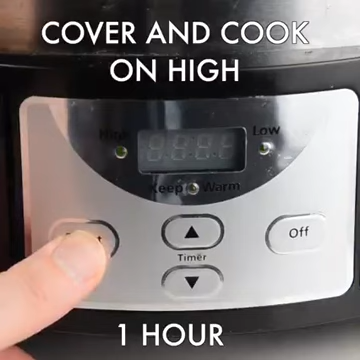 COVER AND COOK
ON HIGH
High
Low
Keep Warm
Off
Timer
1 HOUR